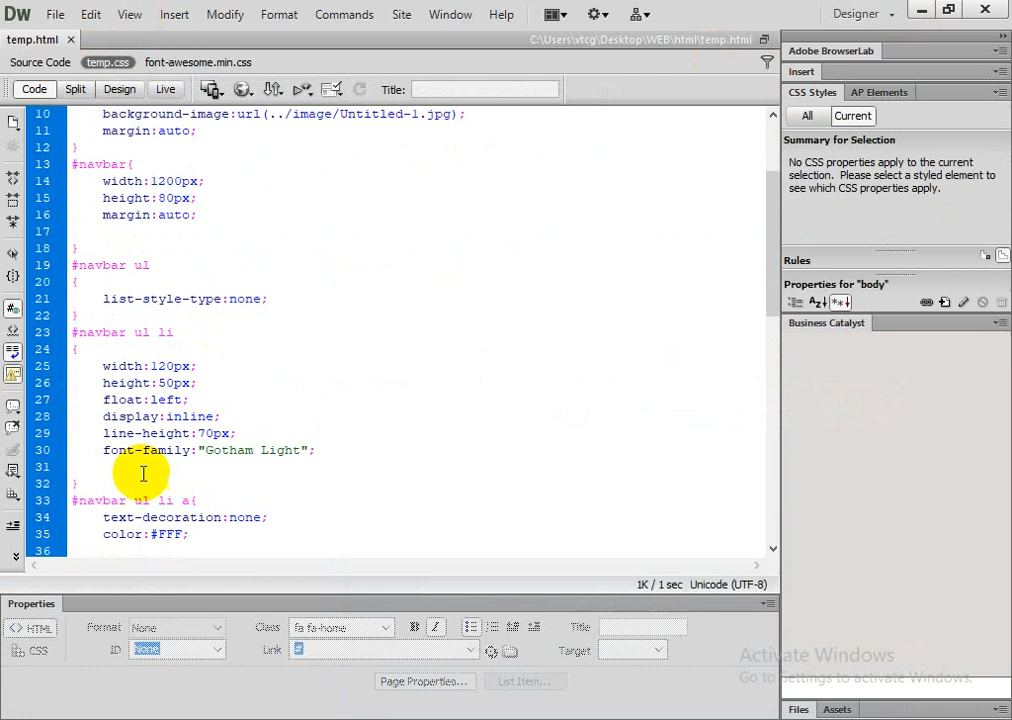 Dw File Edit View Insert Modify Format Commands Site Window Help Designer
temp.html C:\Users\vtcg\Desktop\WEB\html\temp.html
Source Code temp.css font-awesome.min.css
Code Split Design Live Title:
10 background-image:url(../image/Untitled-1.jpg);
11 margin:auto;
12 }
13 #navbar{
14 width:1200px;
15 height:80px;
16 margin:auto;
17
18 }
19 #navbar ul
20 {
21 list-style-type:none;
22 }
23 #navbar ul li
24 {
25 width:120px;
26 height:50px;
27 float:left;
28 display:inline;
29 line-height:70px;
30 font-family:"Gotham Light";
31
32 }
33 #navbar ul li a{
34 text-decoration:none;
35 color:#FFF;
36
1K / 1 sec Unicode (UTF-8)
Adobe BrowserLab
Insert
CSS Styles AP Elements
All Current
Summary for Selection
No CSS properties apply to the current
selection. Please select a styled element to
see which CSS properties apply.
Rules
Properties for "body"
Business Catalyst
Properties
<> HTML Format None Class fa fa-home B I Title
CSS ID None Link # Target
Page Properties... List Item...
Activate Windows
Go to Settings to activate Windows.
Files Assets